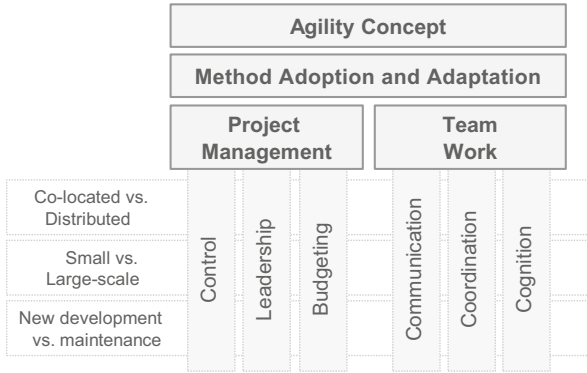 Agility Concept
Method Adoption and Adaptation
Project
Management
Team
Work
Co-located vs.
Distributed
Small vs.
Large-scale
New development
vs. maintenance
Control
Leadership
Budgeting
Communication
Coordination
Cognition